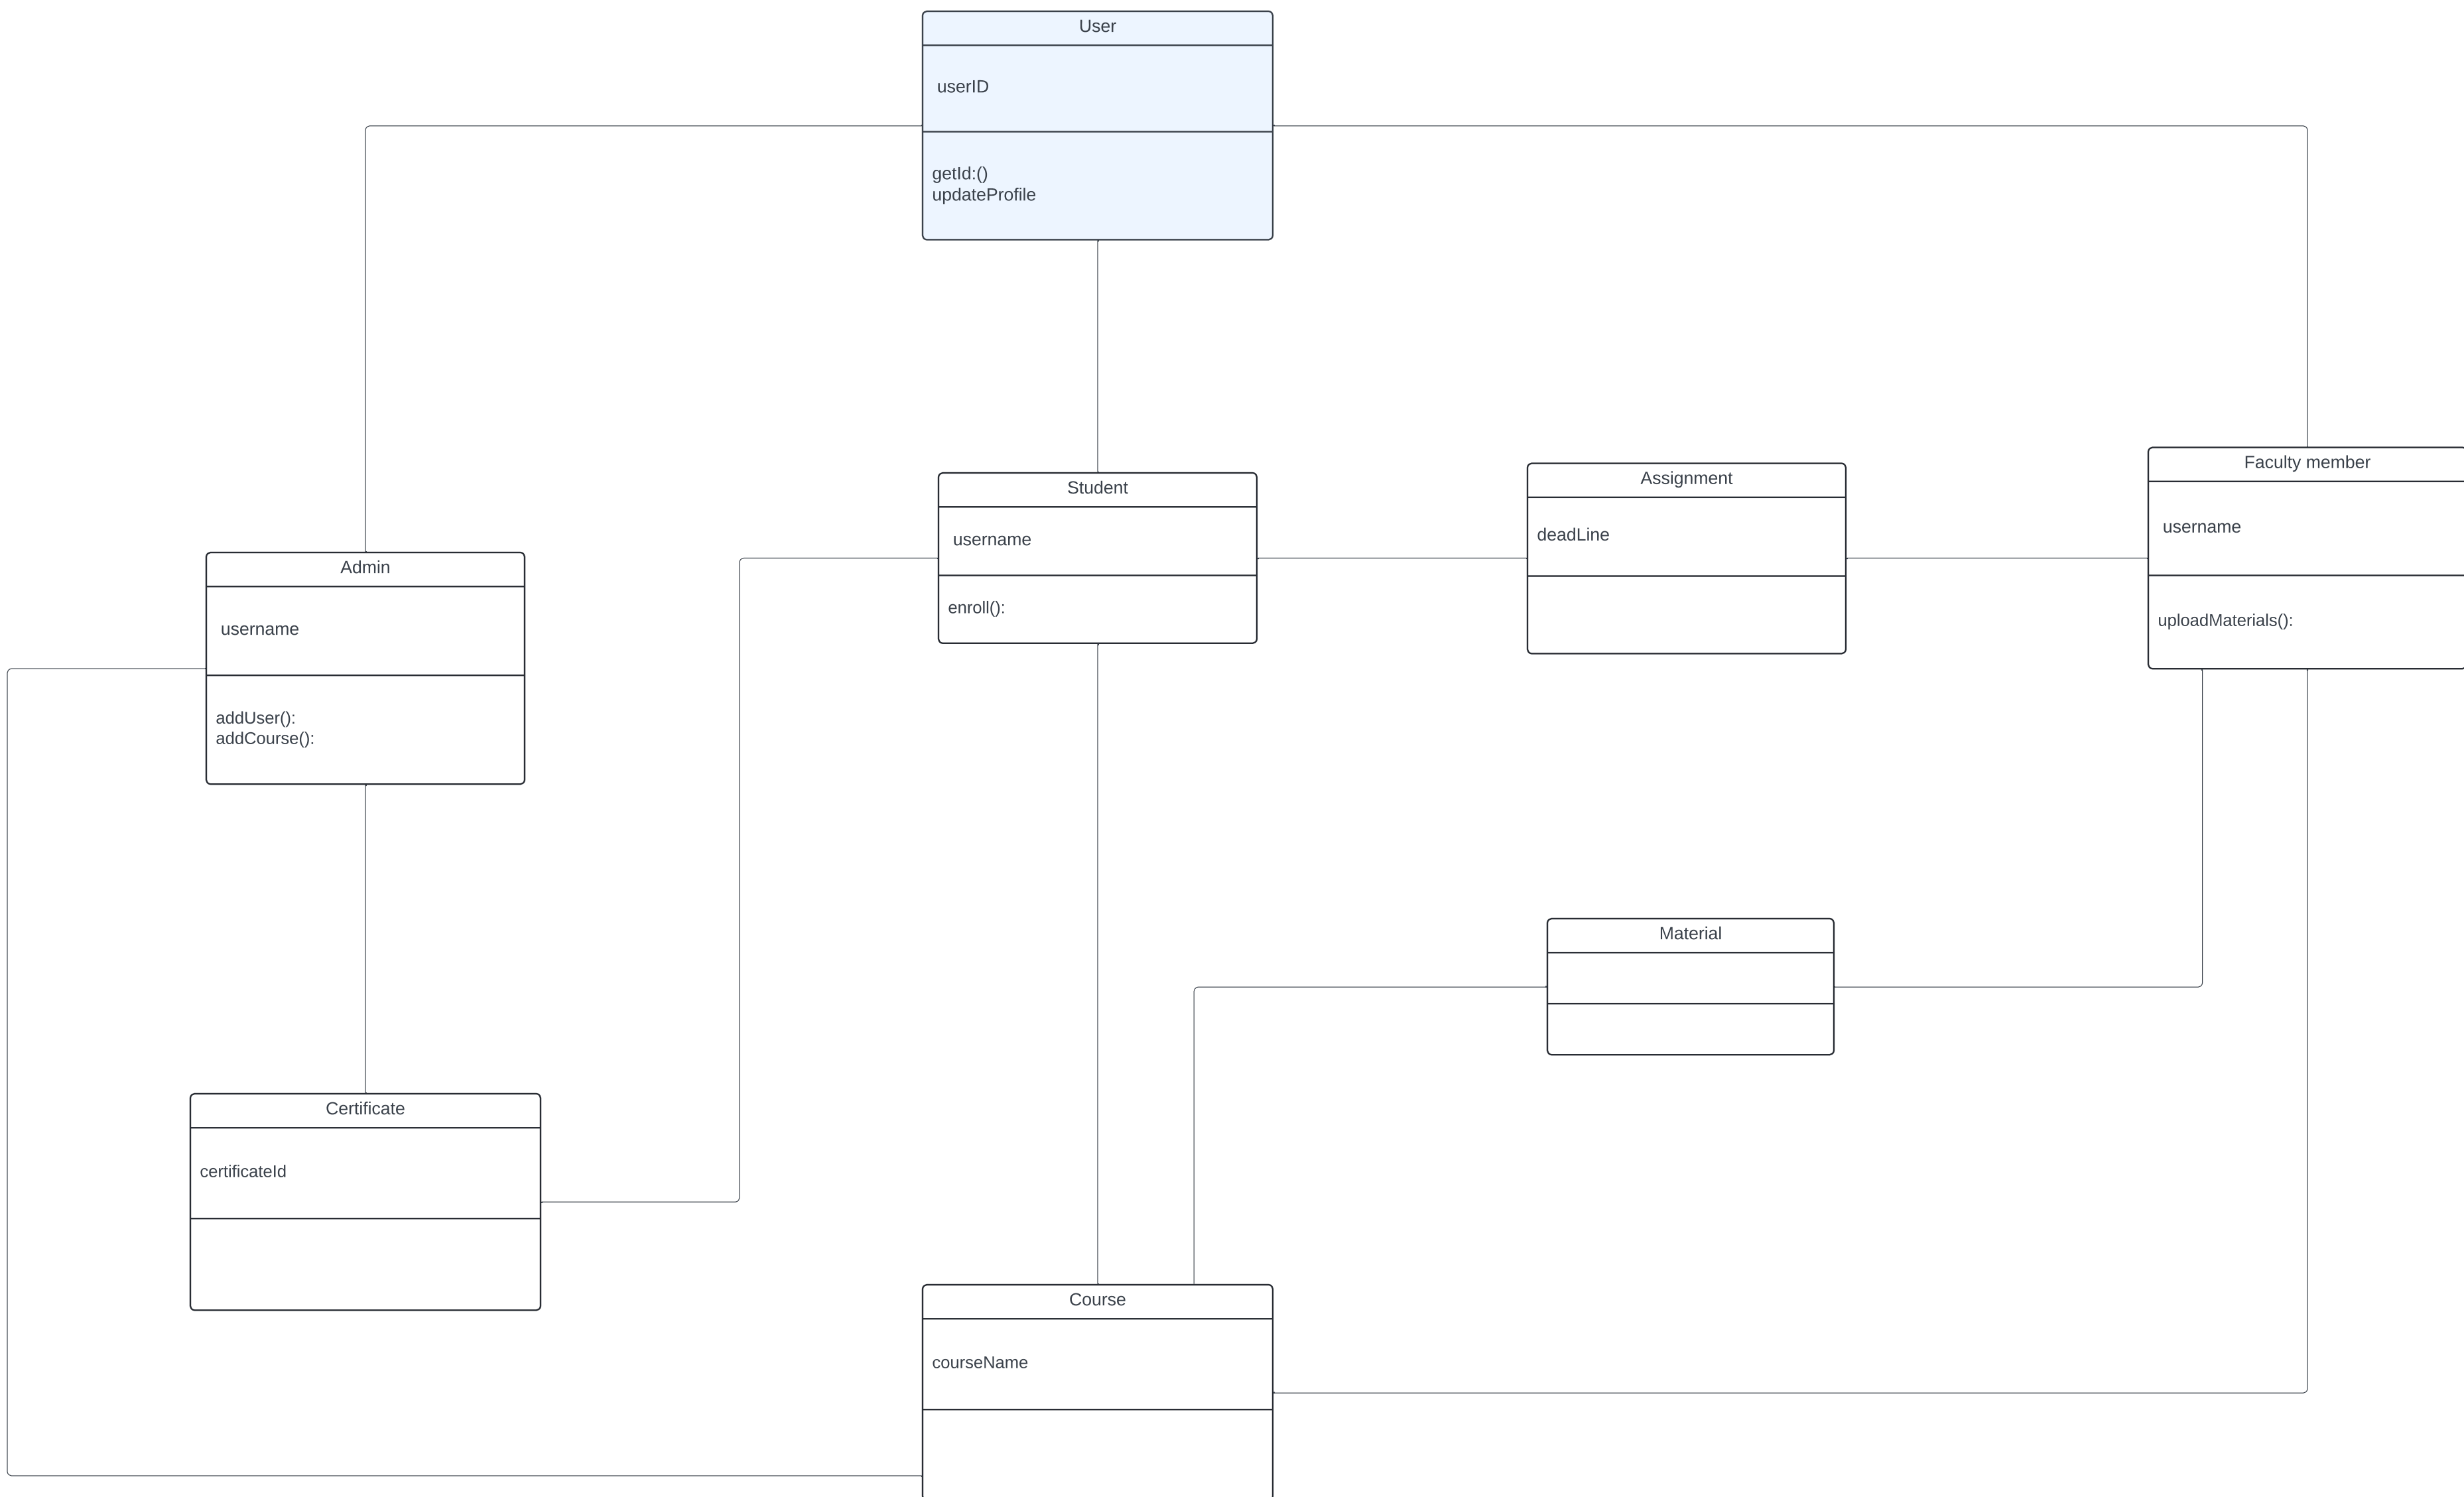 User
userID
getId:()
updateProfile
Student
username
enroll():
Assignment
deadLine
Faculty member
username
uploadMaterials():
Admin
username
addUser():
addCourse():
Material
Certificate
certificateId
Course
courseName